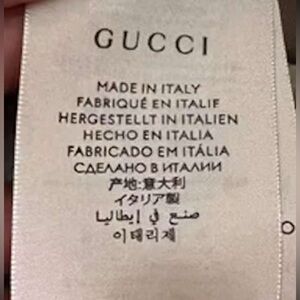 GUCCI
MADE IN ITALY
FABRIQUÉ EN ITALIE
HERGESTELLT IN ITALIEN
HECHO EN ITALIA
FABRICADO EM ITÁLIA
СДЕЛАНО В ИТАЛИИ
产地:意大利
イタリア製
صنع في إيطاليا
이태리제